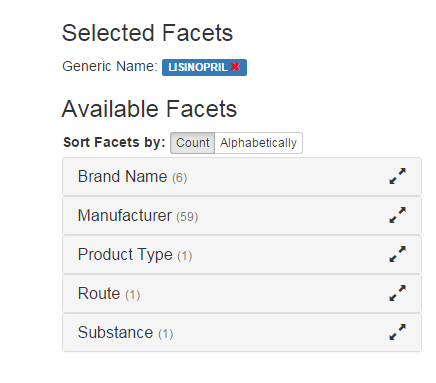 Selected Facets
Generic Name: LISINOPRIL
Available Facets
Sort Facets by: Count Alphabetically
Brand Name (6)
Manufacturer (59)
Product Type (1)
Route (1)
Substance (1)